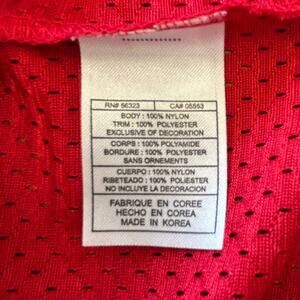 RN# 56323 CA# 05553
BODY : 100% NYLON
TRIM : 100% POLYESTER
EXCLUSIVE OF DECORATION
CORPS : 100% POLYAMIDE
BORDURE : 100% POLYESTER
SANS ORNEMENTS
CUERPO : 100% NYLON
RIBETEADO : 100% POLIESTER
NO INCLUYE LA DECORACION
FABRIQUE EN COREE
HECHO EN COREA
MADE IN KOREA